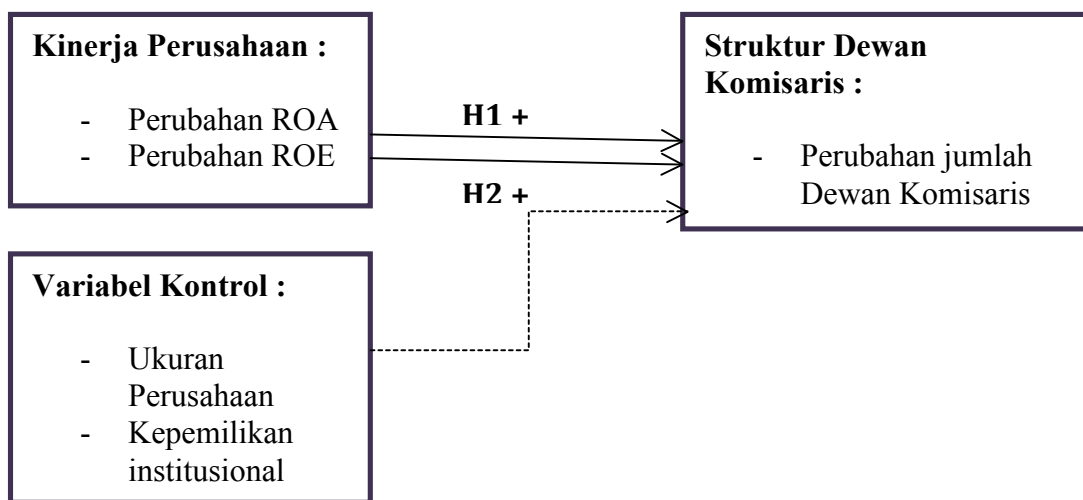 Kinerja Perusahaan :
- Perubahan ROA
- Perubahan ROE
H1 +
H2 +
Struktur Dewan
Komisaris :
- Perubahan jumlah
Dewan Komisaris
Variabel Kontrol :
- Ukuran
Perusahaan
- Kepemilikan
institusional